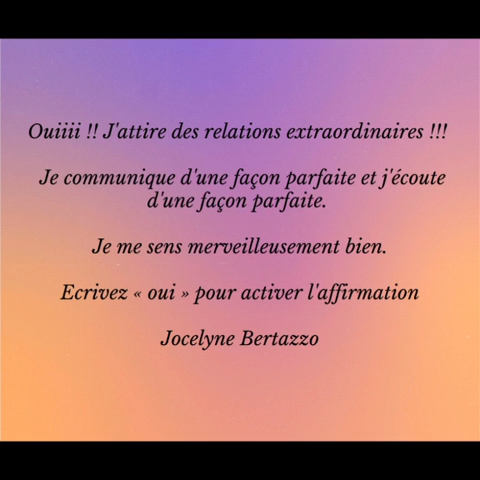 Ouiiii !! J'attire des relations extraordinaires !!!
Je communique d'une façon parfaite et j'écoute
d'une façon parfaite.
Je me sens merveilleusement bien.
Ecrivez « oui » pour activer l'affirmation
Jocelyne Bertazzo